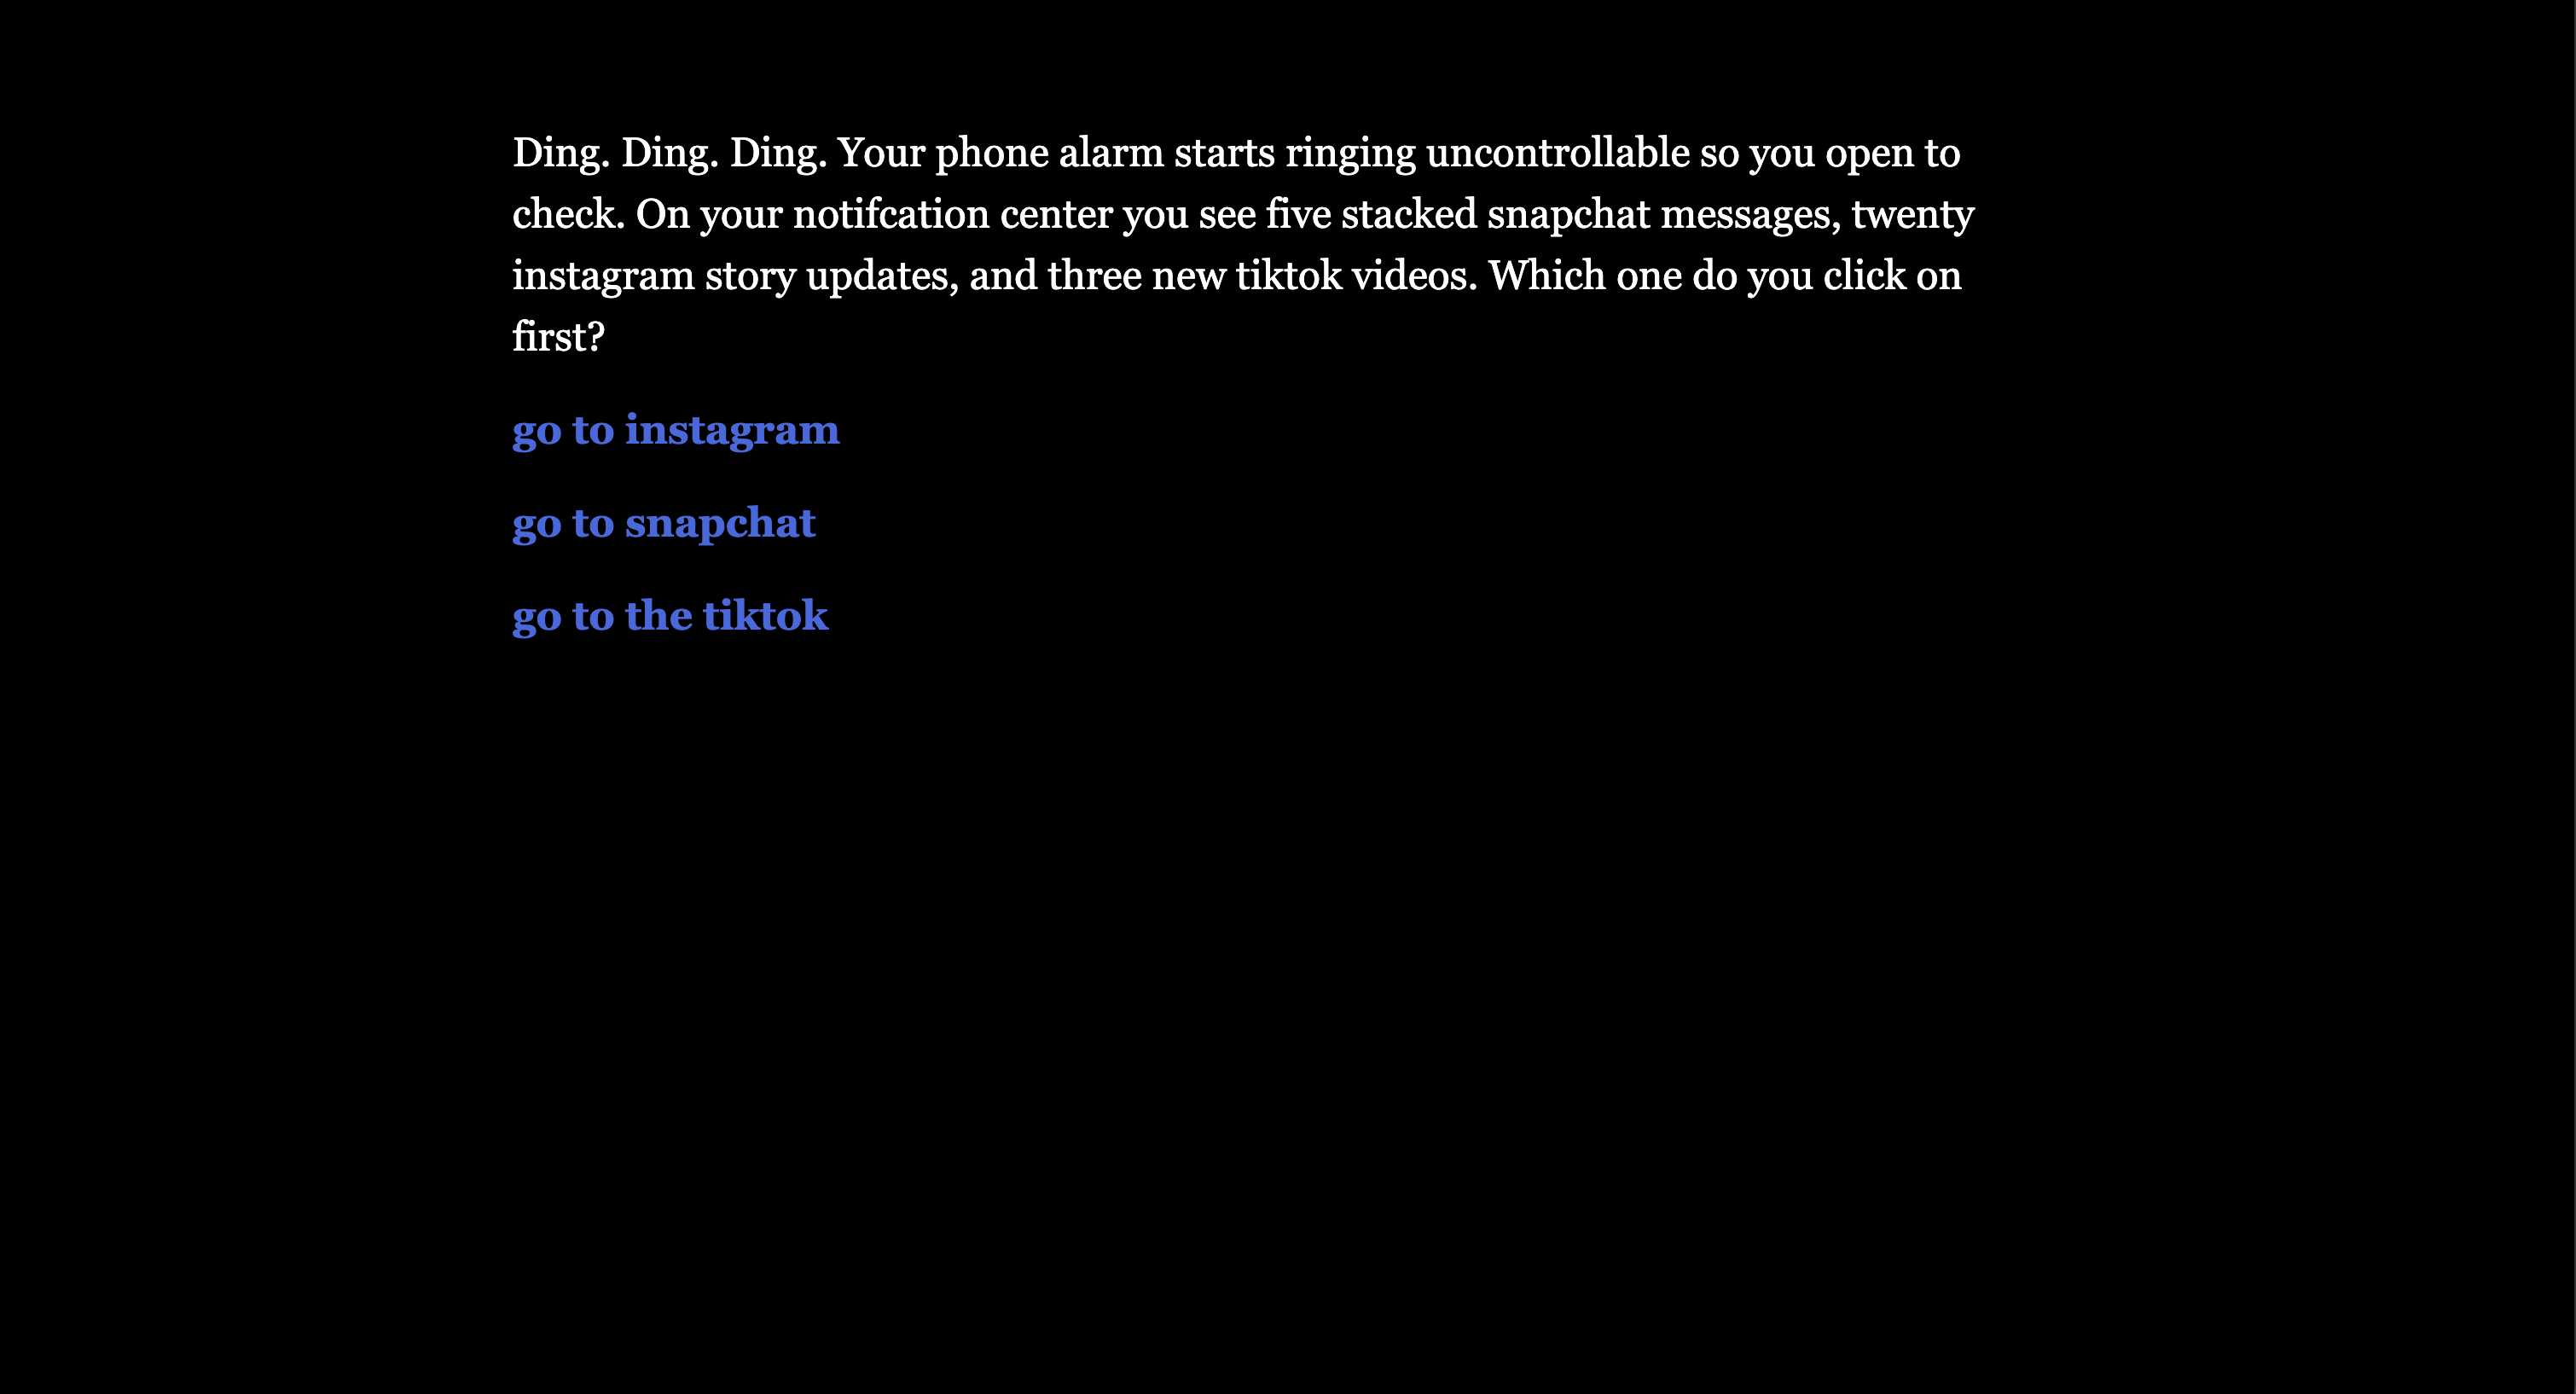 Ding. Ding. Ding. Your phone alarm starts ringing uncontrollable so you open to
check. On your notifcation center you see five stacked snapchat messages, twenty
instagram story updates, and three new tiktok videos. Which one do you click on
first?
go to instagram
go to snapchat
go to the tiktok